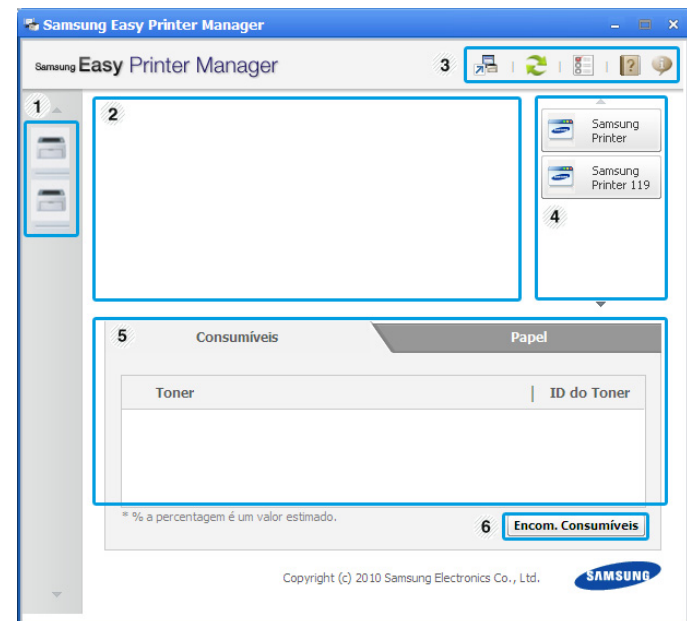 Samsung Easy Printer Manager
Samsung Easy Printer Manager
3
1
2
Samsung
Printer
Samsung
Printer 119
4
5 Consumíveis Papel
Toner | ID do Toner
* % a percentagem é um valor estimado.
6 Encom. Consumíveis
Copyright (c) 2010 Samsung Electronics Co., Ltd. SAMSUNG